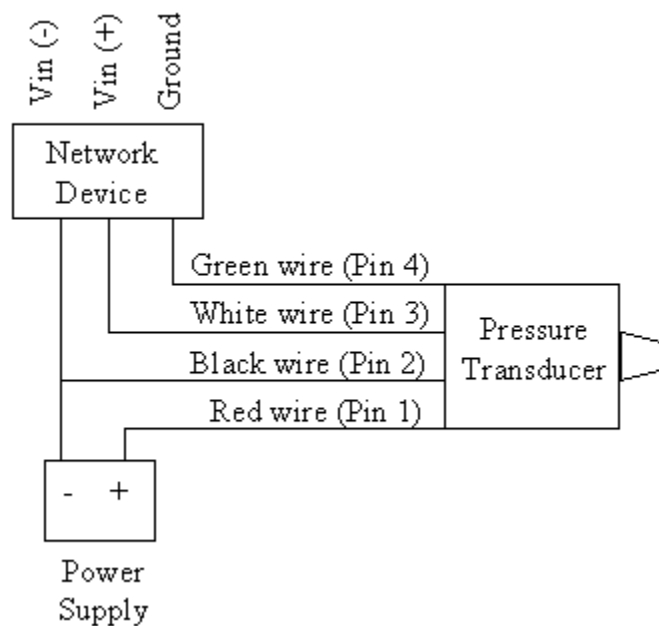 Vin (-)
Vin (+)
Ground
Network
Device
Green wire (Pin 4)
White wire (Pin 3)
Black wire (Pin 2)
Red wire (Pin 1)
Pressure
Transducer
- +
Power
Supply